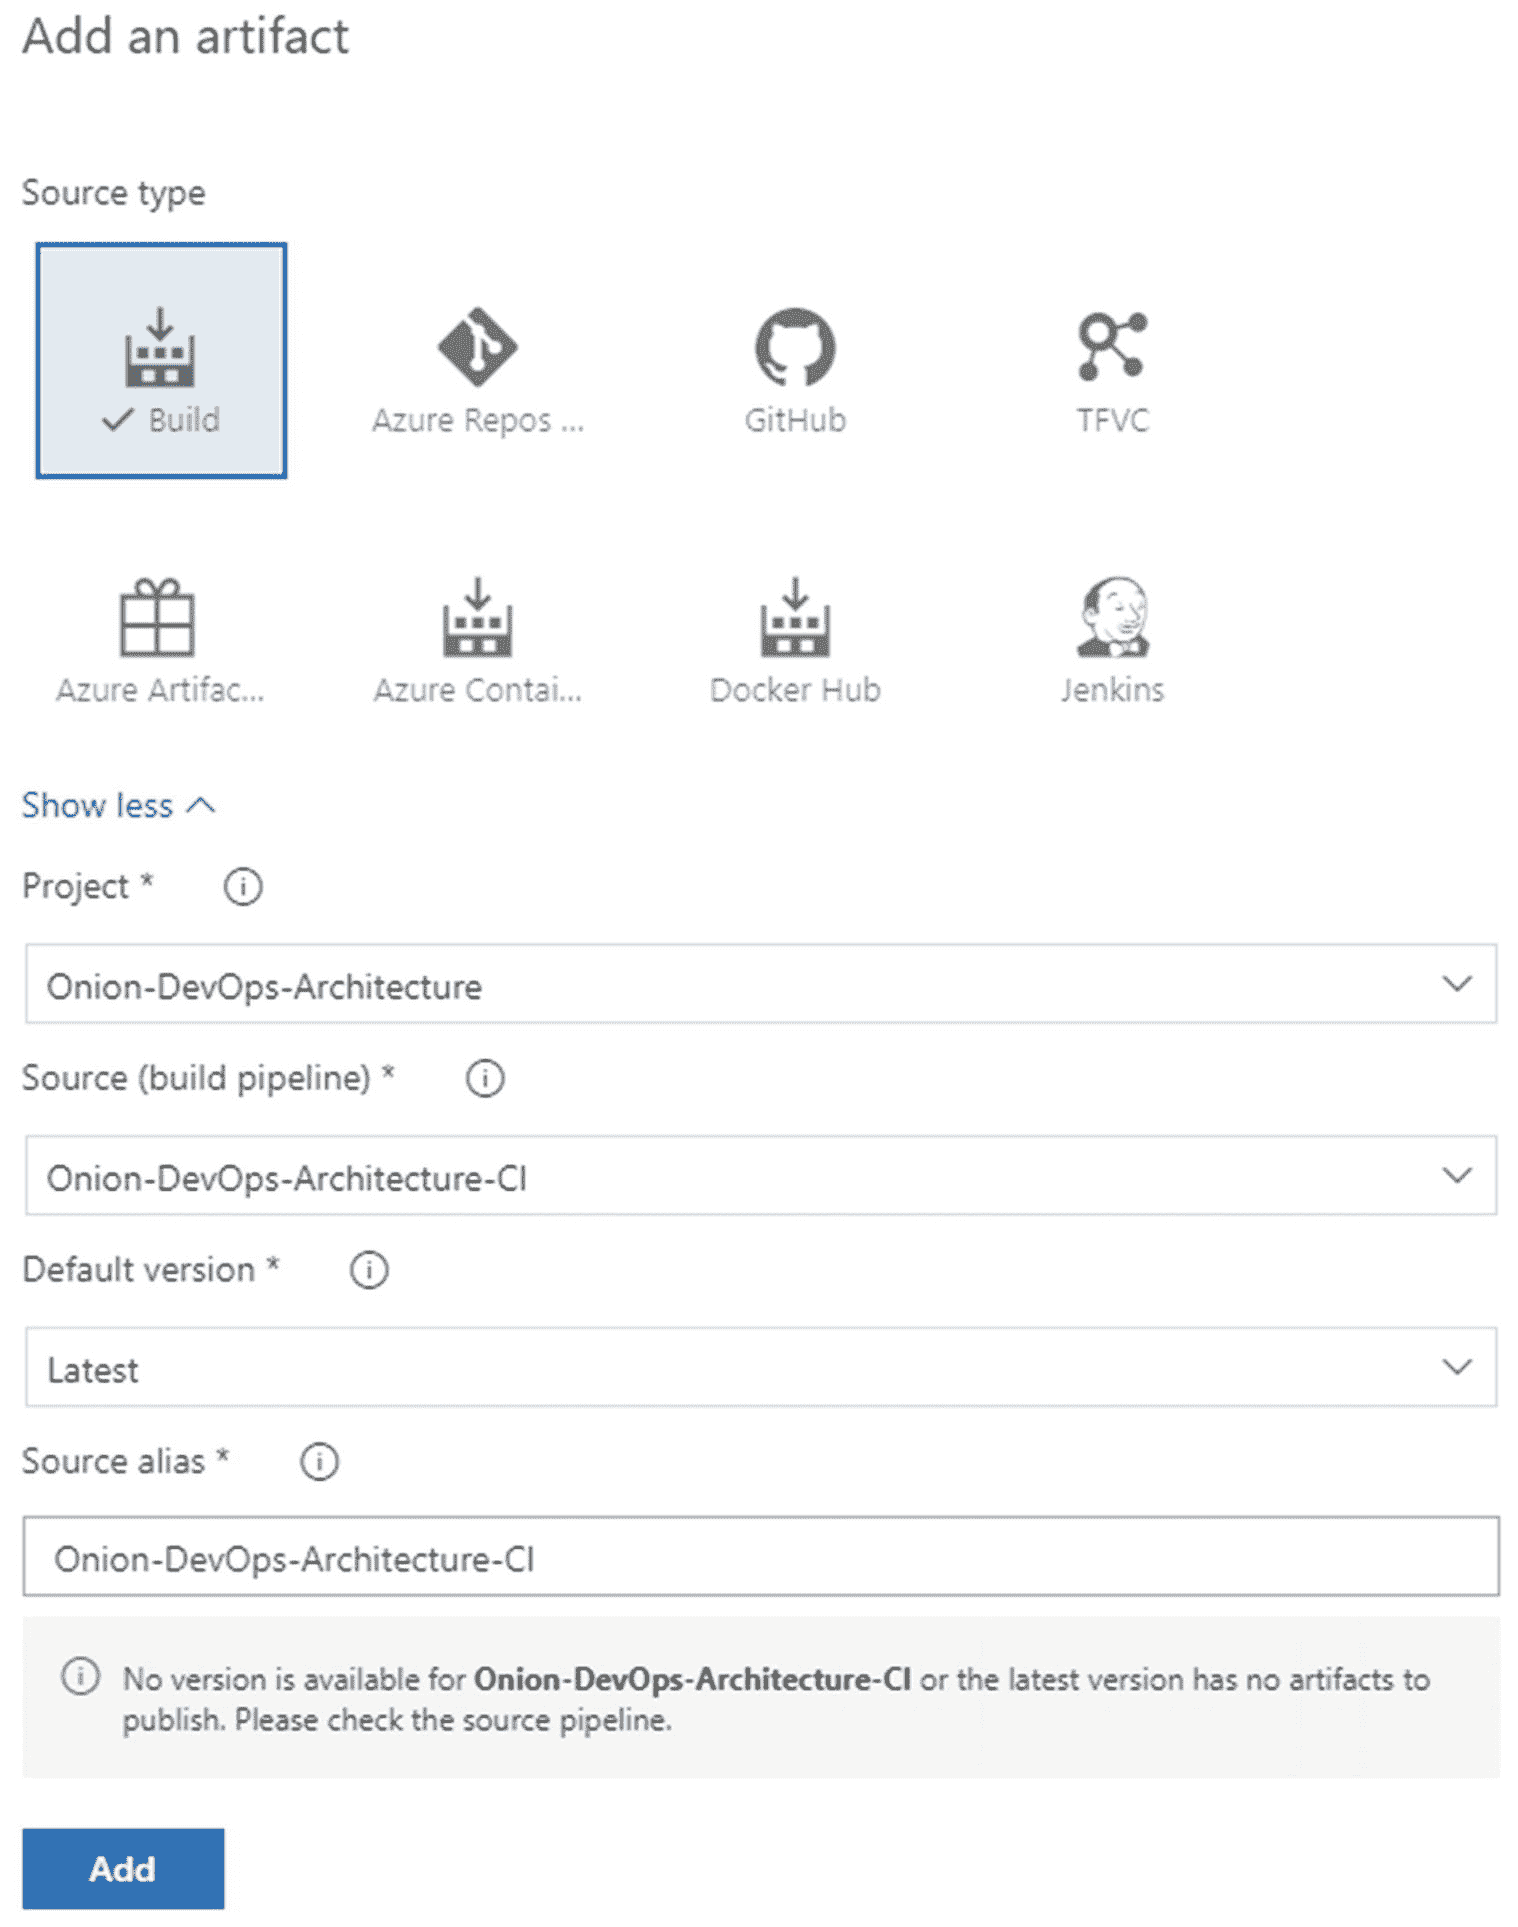 Add an artifact
Source type
Build
Azure Repos ...
GitHub
TFVC
Azure Artifac...
Azure Contai...
Docker Hub
Jenkins
Show less
Project *
Onion-DevOps-Architecture
Source (build pipeline) *
Onion-DevOps-Architecture-CI
Default version *
Latest
Source alias *
Onion-DevOps-Architecture-CI
No version is available for Onion-DevOps-Architecture-CI or the latest version has no artifacts to
publish. Please check the source pipeline.
Add